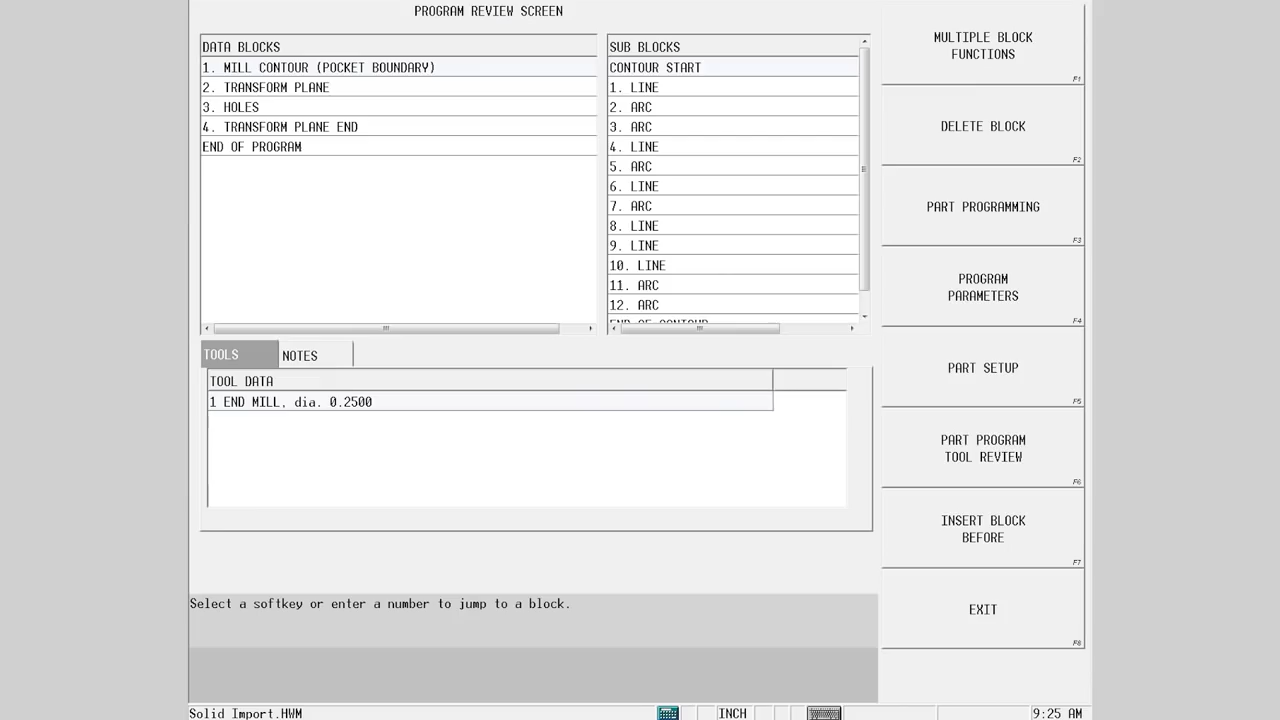 PROGRAM REVIEW SCREEN
DATA BLOCKS
1. MILL CONTOUR (POCKET BOUNDARY)
2. TRANSFORM PLANE
3. HOLES
4. TRANSFORM PLANE END
END OF PROGRAM
SUB BLOCKS
CONTOUR START
1. LINE
2. ARC
3. ARC
4. LINE
5. ARC
6. LINE
7. ARC
8. LINE
9. LINE
10. LINE
11. ARC
12. ARC
END OF CONTOUR
TOOLS
NOTES
TOOL DATA
1 END MILL, dia. 0.2500
MULTIPLE BLOCK
FUNCTIONS
F1
DELETE BLOCK
F2
PART PROGRAMMING
F3
PROGRAM
PARAMETERS
F4
PART SETUP
F5
PART PROGRAM
TOOL REVIEW
F6
INSERT BLOCK
BEFORE
F7
EXIT
F8
Select a softkey or enter a number to jump to a block.
Solid Import.HWM
INCH
9:25 AM